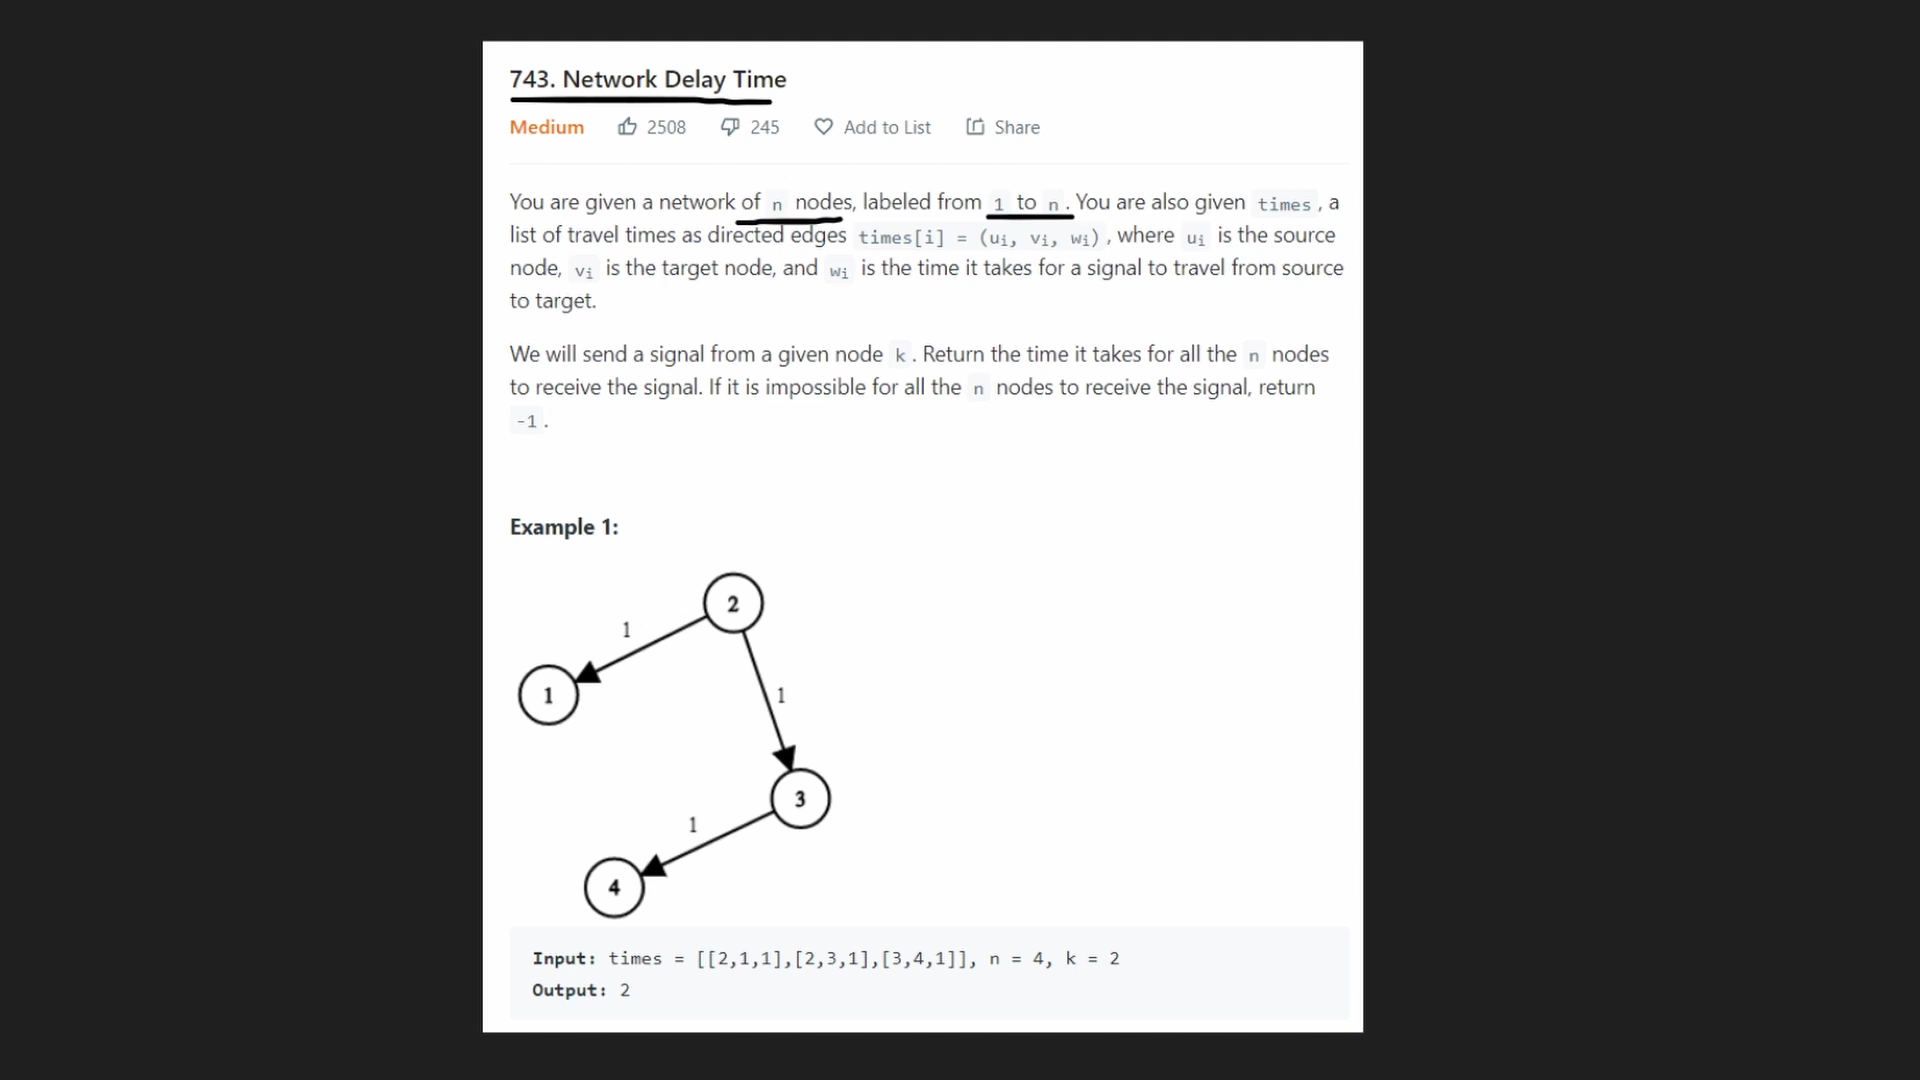 743. Network Delay Time
Medium 2508 245 Add to List Share
You are given a network of n nodes, labeled from 1 to n. You are also given times, a
list of travel times as directed edges times[i] = (ui, vi, wi), where ui is the source
node, vi is the target node, and wi is the time it takes for a signal to travel from source
to target.
We will send a signal from a given node k. Return the time it takes for all the n nodes
to receive the signal. If it is impossible for all the n nodes to receive the signal, return
-1.
Example 1:
2
1
1
1
3
1
4
Input: times = [[2,1,1],[2,3,1],[3,4,1]], n = 4, k = 2
Output: 2